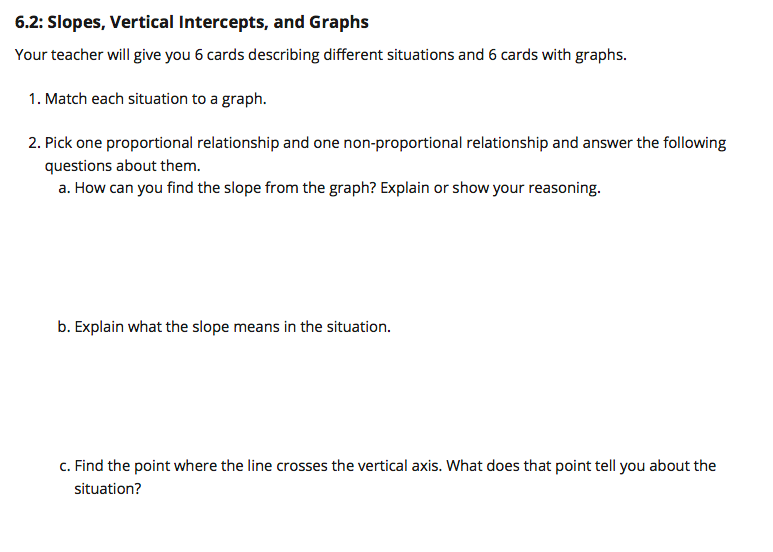 6.2: Slopes, Vertical Intercepts, and Graphs
Your teacher will give you 6 cards describing different situations and 6 cards with graphs.
1. Match each situation to a graph.
2. Pick one proportional relationship and one non-proportional relationship and answer the following
questions about them.
a. How can you find the slope from the graph? Explain or show your reasoning.
b. Explain what the slope means in the situation.
c. Find the point where the line crosses the vertical axis. What does that point tell you about the
situation?